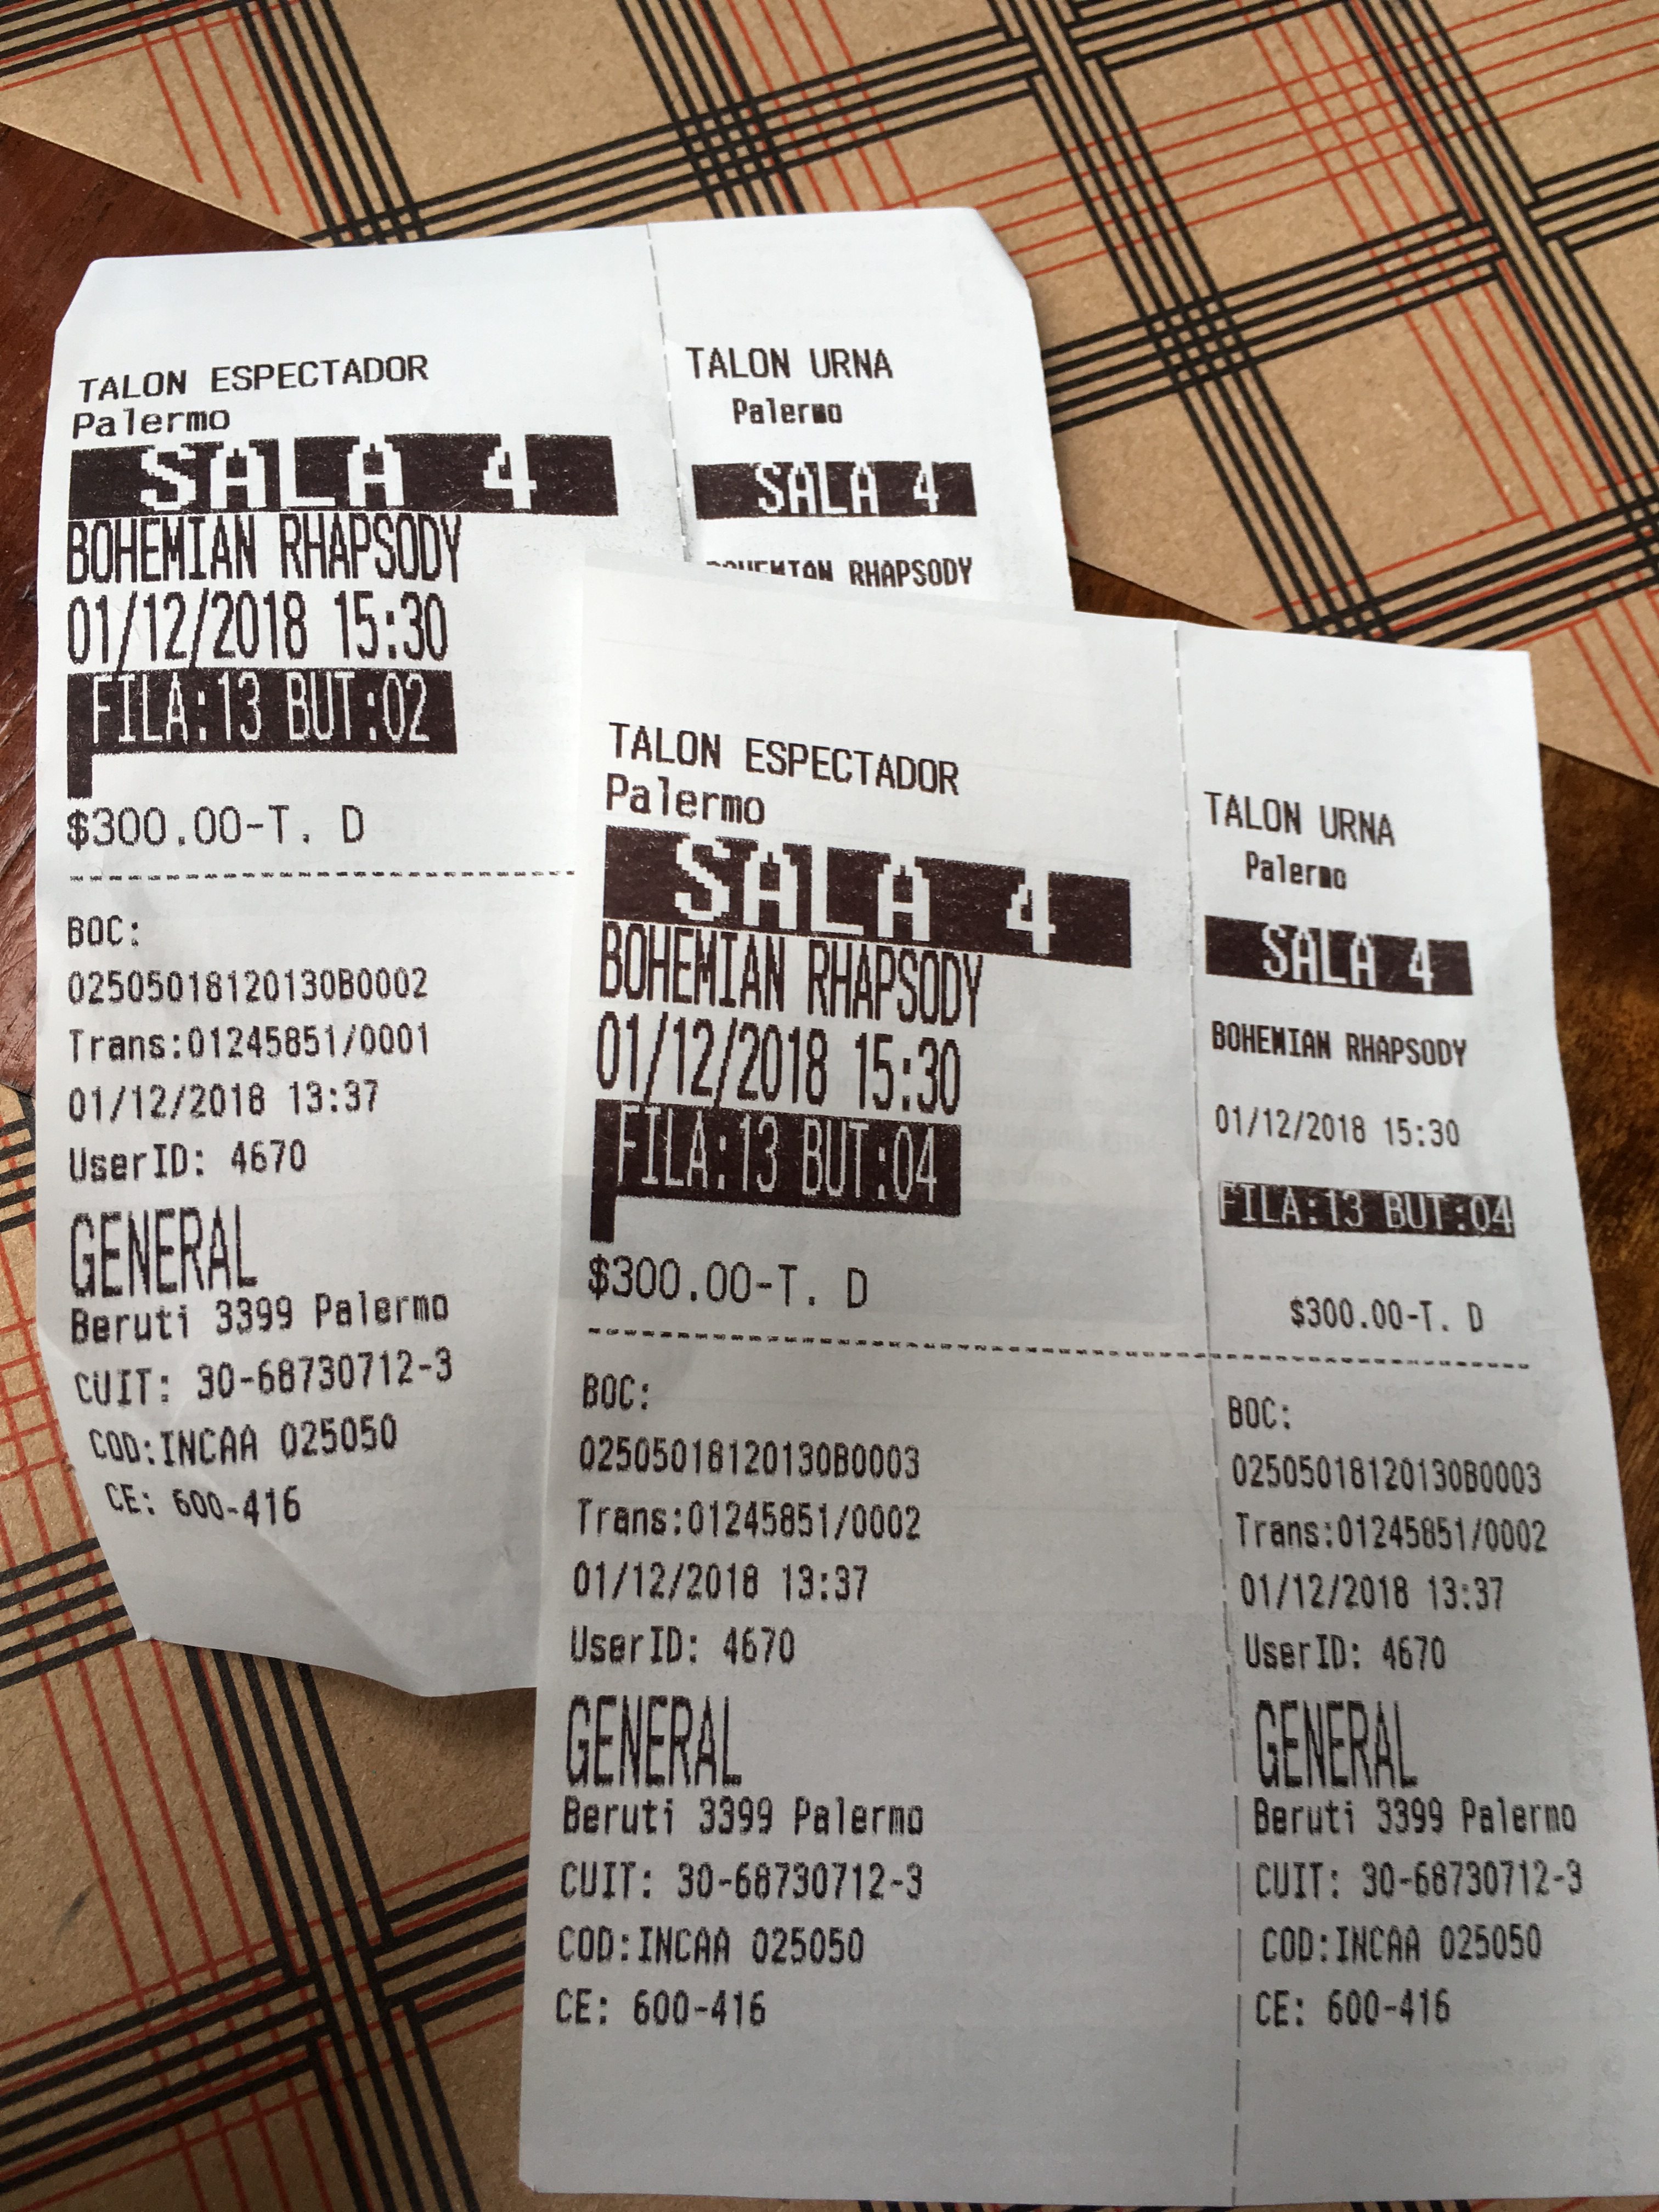 TALON ESPECTADOR
Palermo
SALA 4
BOHEMIAN RHAPSODY
01/12/2018 15:30
FILA:13 BUT:02
$300.00-T. D
BOC:
02505018120130B0002
Trans:01245851/0001
01/12/2018 13:37
UserID: 4670
GENERAL
Beruti 3399 Palermo
CUIT: 30-68730712-3
COD:INCAA 025050
CE: 600-416
TALON URNA
Palermo
SALA 4
BOHEMIAN RHAPSODY
TALON ESPECTADOR
Palermo
SALA 4
BOHEMIAN RHAPSODY
01/12/2018 15:30
FILA:13 BUT:04
$300.00-T. D
BOC:
02505018120130B0003
Trans:01245851/0002
01/12/2018 13:37
UserID: 4670
GENERAL
Beruti 3399 Palermo
CUIT: 30-68730712-3
COD:INCAA 025050
CE: 600-416
TALON URNA
Palermo
SALA 4
BOHEMIAN RHAPSODY
01/12/2018 15:30
FILA:13 BUT:04
$300.00-T. D
BOC:
02505018120130B0003
Trans:01245851/0002
01/12/2018 13:37
UserID: 4670
GENERAL
Beruti 3399 Palermo
CUIT: 30-68730712-3
COD:INCAA 025050
CE: 600-416